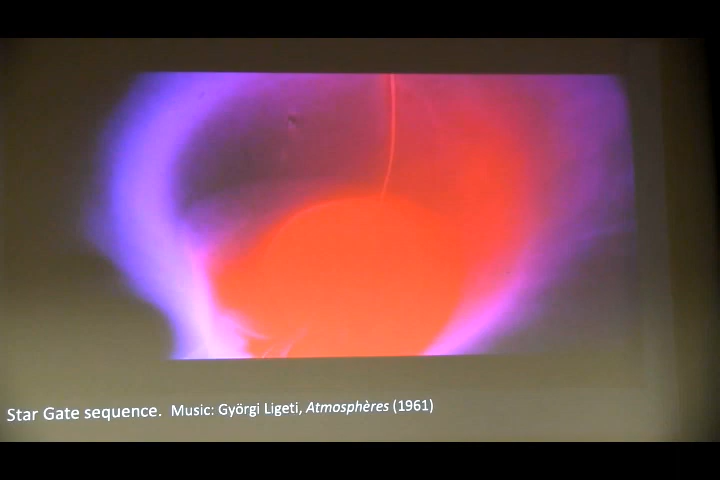 Star Gate sequence. Music: Györgi Ligeti, Atmosphères (1961)